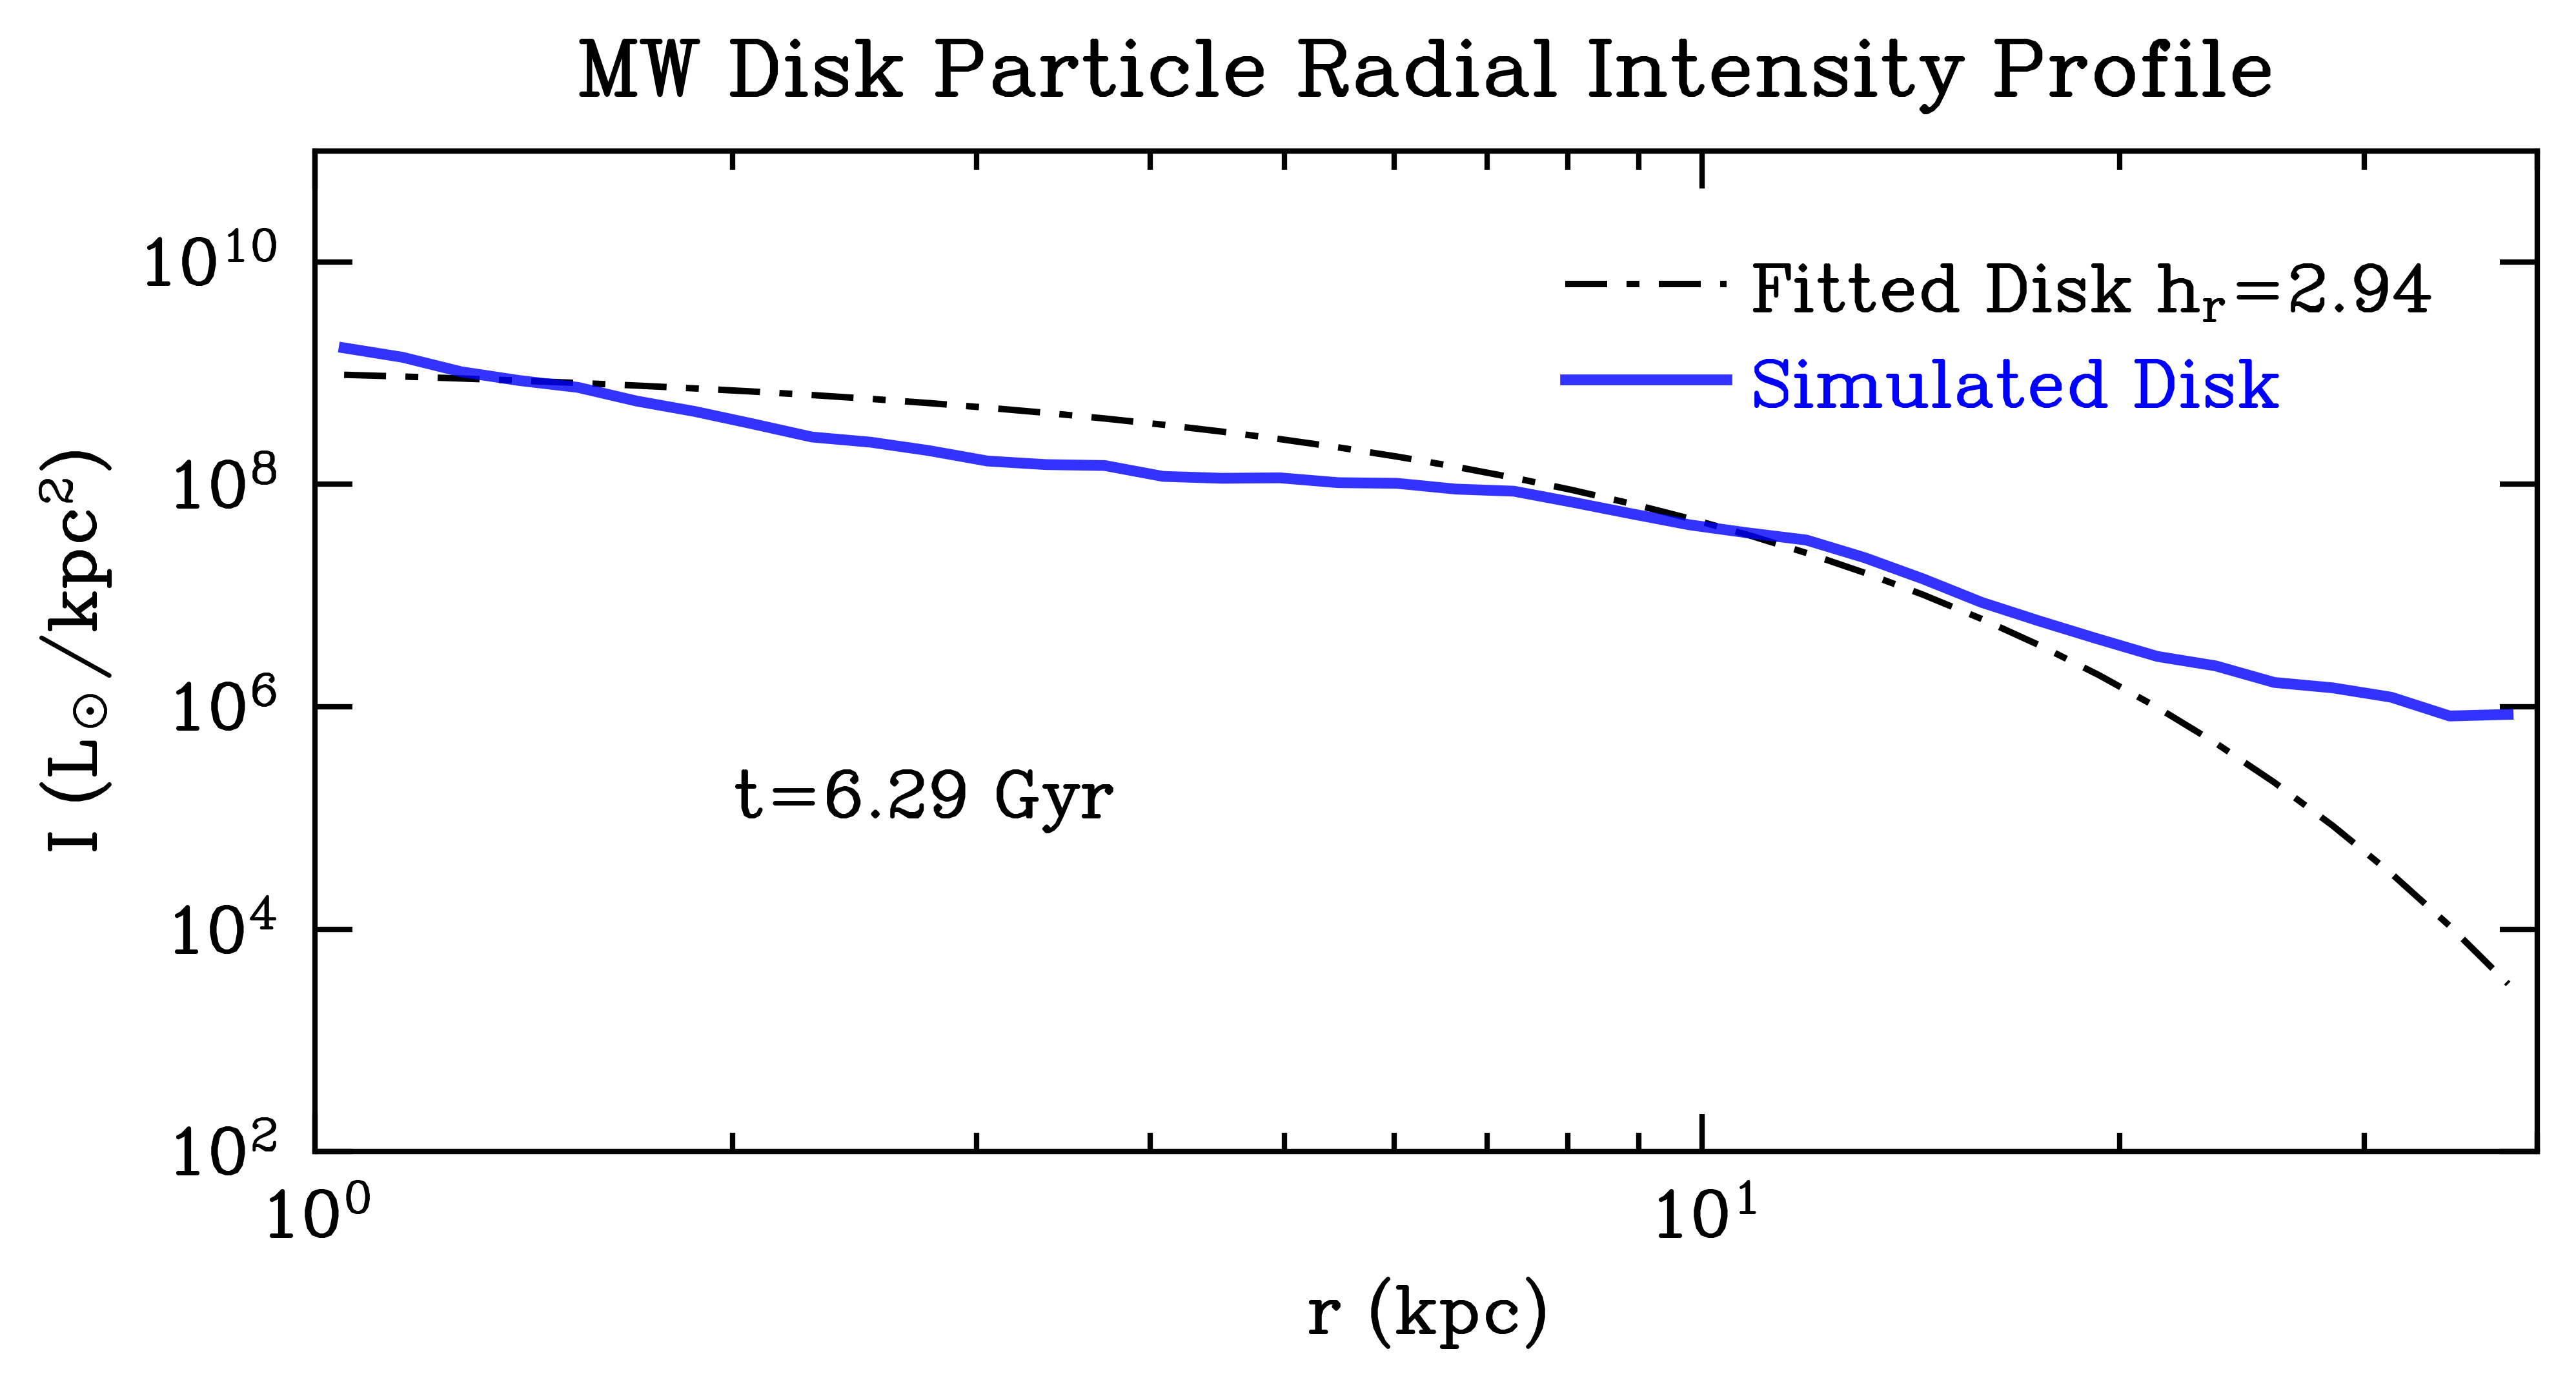 MW Disk Particle Radial Intensity Profile
10¹⁰
Fitted Disk hᵣ=2.94
Simulated Disk
10⁸
I (L⊙/kpc²)
10⁶
t=6.29 Gyr
10⁴
10²
10⁰ 10¹
r (kpc)